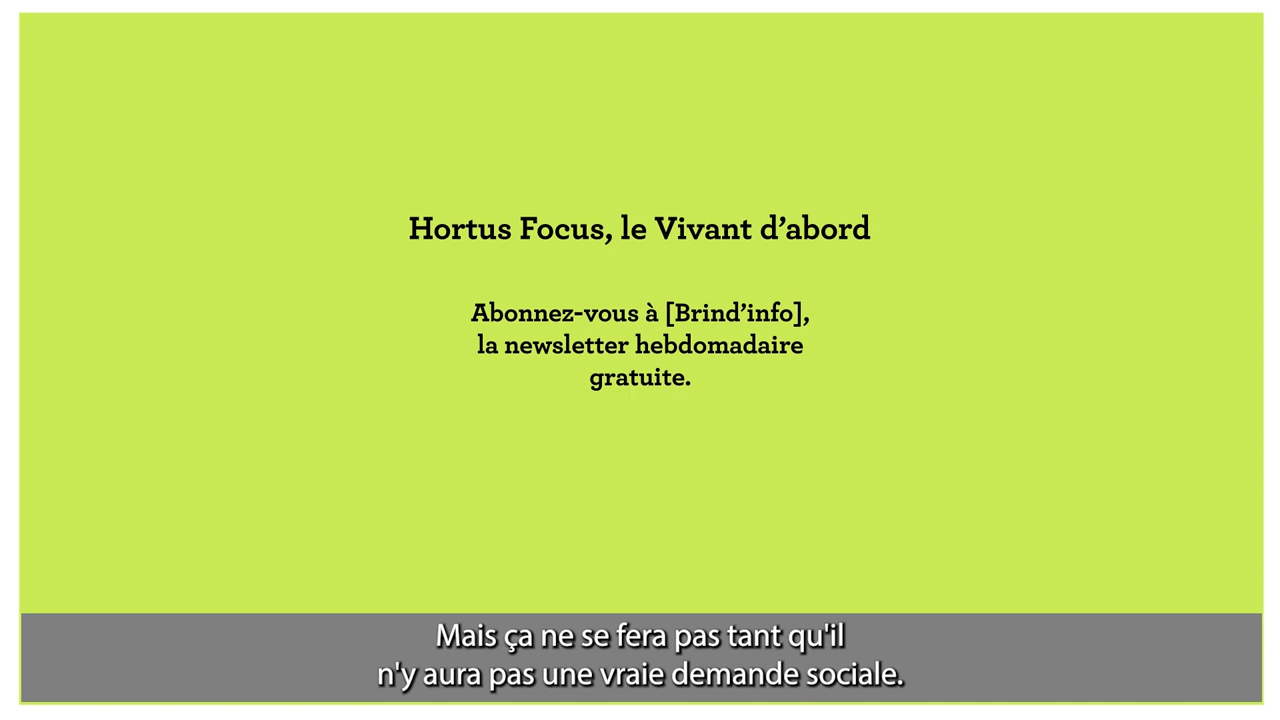 Hortus Focus, le Vivant d’abord
Abonnez-vous à [Brind’info],
la newsletter hebdomadaire
gratuite.
Mais ça ne se fera pas tant qu'il
n'y aura pas une vraie demande sociale.